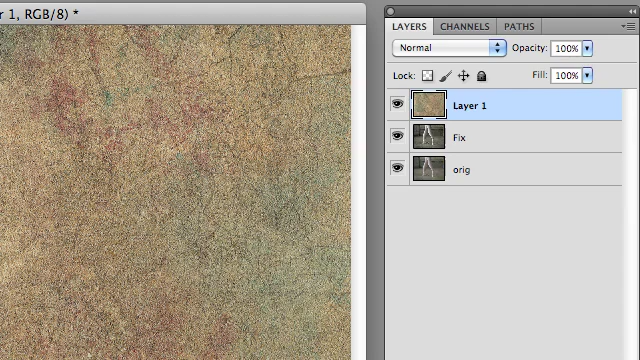 r 1, RGB/8) *
LAYERS CHANNELS PATHS
Normal Opacity: 100%
Lock: Fill: 100%
Layer 1
Fix
orig